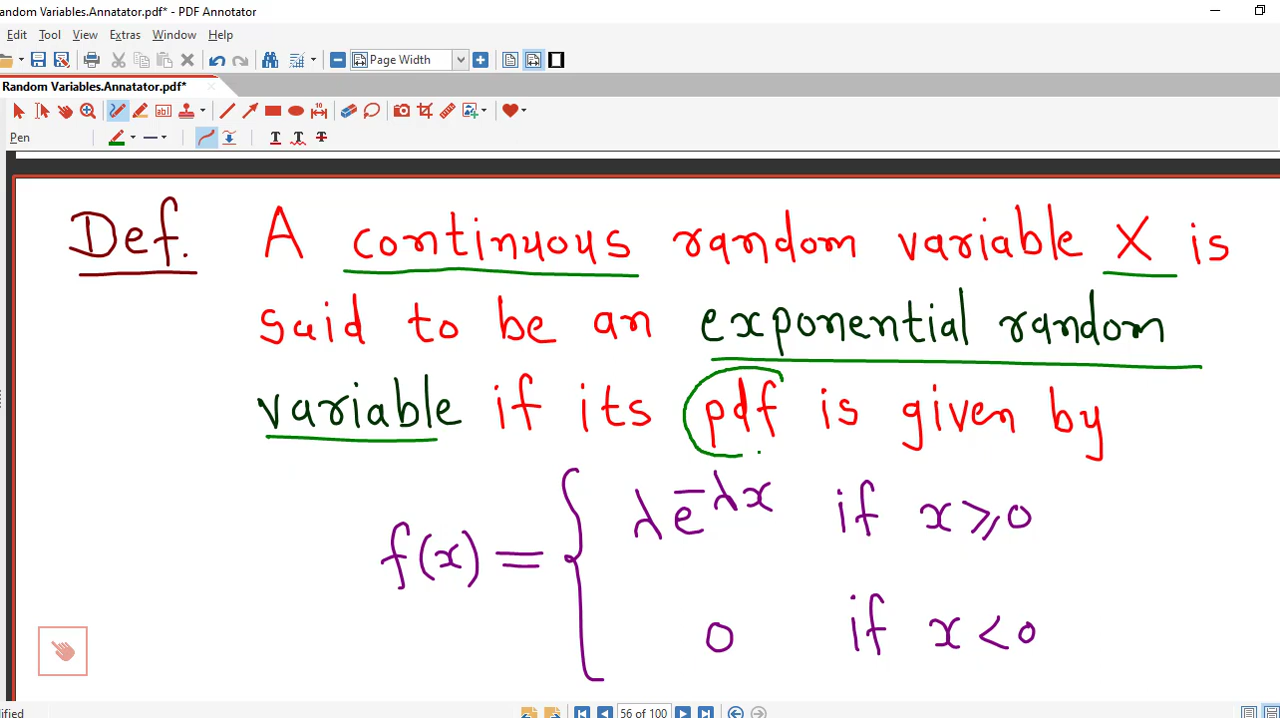 andom Variables.Annatator.pdf* - PDF Annotator
Edit Tool View Extras Window Help
Page Width
Random Variables.Annatator.pdf*
10
Pen
Def. A continuous random variable X is
said to be an exponential random
variable if its pdf is given by
f(x) = { λe^{-λx} if x ⩾ 0
0 if x < 0
ified 56 of 100